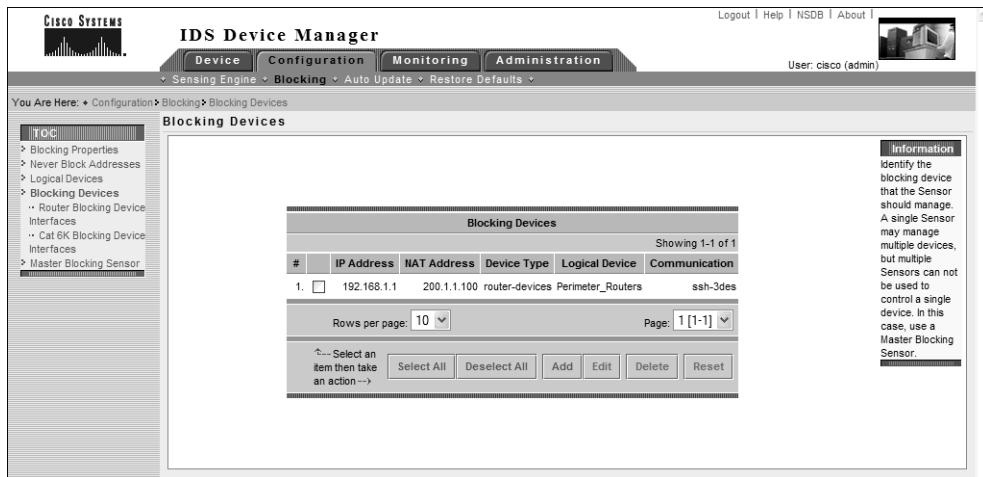 Logout | Help | NSDB | About |
CISCO SYSTEMS
IDS Device Manager
Device Configuration Monitoring Administration
User: cisco (admin)
Sensing Engine Blocking Auto Update Restore Defaults
You Are Here: Configuration Blocking Blocking Devices
Blocking Devices
TOC
Blocking Properties
Never Block Addresses
Logical Devices
Blocking Devices
Router Blocking Device
Interfaces
Cat 6K Blocking Device
Interfaces
Master Blocking Sensor
Blocking Devices
Showing 1-1 of 1
# IP Address NAT Address Device Type Logical Device Communication
1. 192.168.1.1 200.1.1.100 router-devices Perimeter_Routers ssh-3des
Rows per page: 10 Page: 1 [1-1]
Select an
item then take
an action -->
Select All Deselect All Add Edit Delete Reset
Information
Identify the
blocking device
that the Sensor
should manage.
A single Sensor
may manage
multiple devices,
but multiple
Sensors can not
be used to
control a single
device. In this
case, use a
Master Blocking
Sensor.